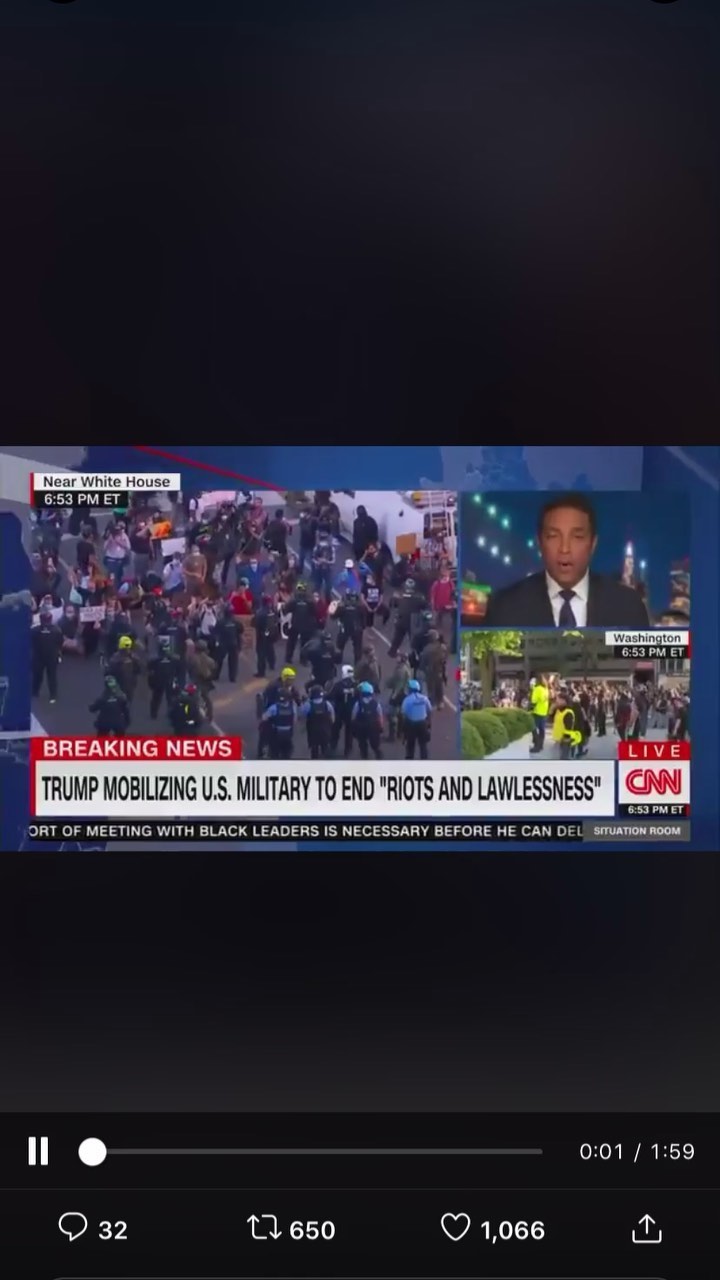 Near White House
6:53 PM ET
Washington
6:53 PM ET
BREAKING NEWS
LIVE
TRUMP MOBILIZING U.S. MILITARY TO END "RIOTS AND LAWLESSNESS"
CNN
6:53 PM ET
ORT OF MEETING WITH BLACK LEADERS IS NECESSARY BEFORE HE CAN DEL
SITUATION ROOM
0:01 / 1:59
32
650
1,066